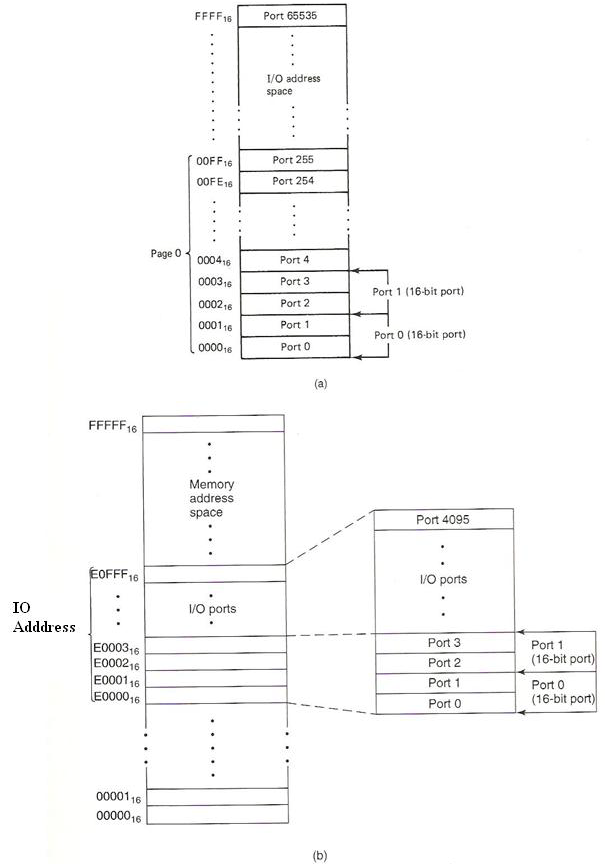 FFFF16 Port 65535
I/O address
space
00FF16 Port 255
00FE16 Port 254
Page 0
000416 Port 4
000316 Port 3
Port 1 (16-bit port)
000216 Port 2
000116 Port 1
Port 0 (16-bit port)
000016 Port 0
(a)
FFFFF16
Memory
address
space
Port 4095
E0FFF16
I/O ports
IO
Adddress
I/O ports
E000316
Port 3
Port 1
(16-bit port)
E000216
Port 2
E000116
Port 1
Port 0
(16-bit port)
E000016
Port 0
0000116
0000016
(b)